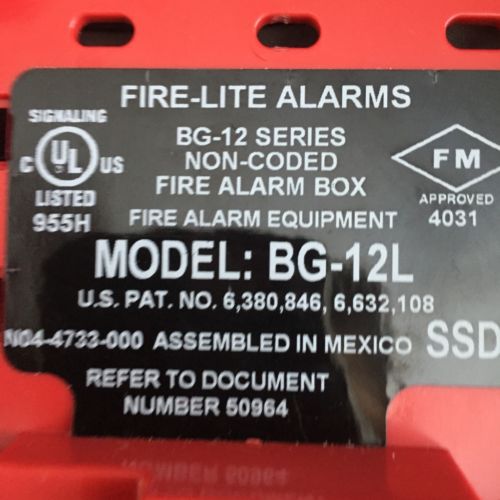 FIRE-LITE ALARMS
SIGNALING
C UL US
LISTED
955H
BG-12 SERIES
NON-CODED
FIRE ALARM BOX
FIRE ALARM EQUIPMENT
FM
APPROVED
4031
MODEL: BG-12L
U.S. PAT. NO. 6,380,846, 6,632,108
N04-4733-000 ASSEMBLED IN MEXICO SSD
REFER TO DOCUMENT
NUMBER 50964